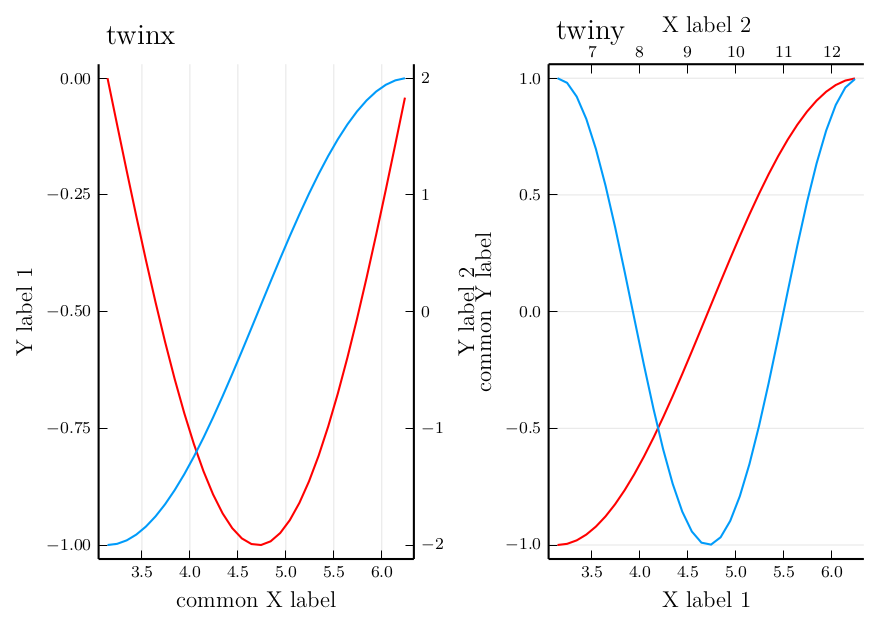 twinx
0.00
−0.25
−0.50
−0.75
−1.00
Y label 1
2
1
0
−1
−2
Y label 2
3.5 4.0 4.5 5.0 5.5 6.0
common X label
twiny
X label 2
7 8 9 10 11 12
1.0
0.5
0.0
−0.5
−1.0
common Y label
3.5 4.0 4.5 5.0 5.5 6.0
X label 1